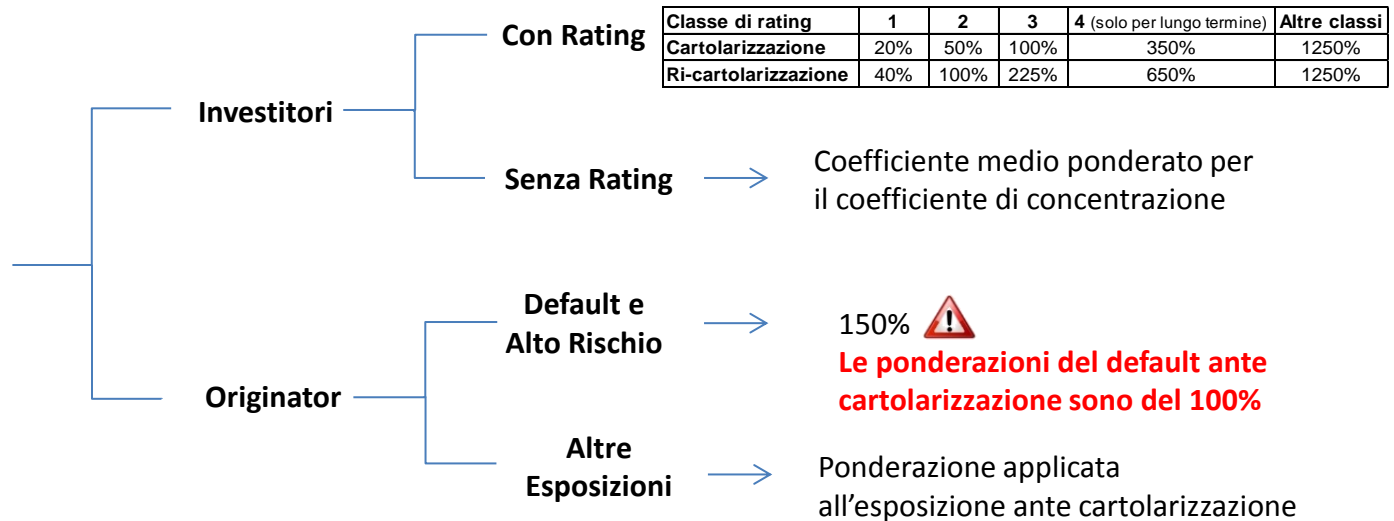 Classe di rating 1 2 3 4 (solo per lungo termine) Altre classi
Cartolarizzazione 20% 50% 100% 350% 1250%
Ri-cartolarizzazione 40% 100% 225% 650% 1250%
Con Rating
Investitori
Senza Rating
Coefficiente medio ponderato per
il coefficiente di concentrazione
Default e
Alto Rischio
150%
Le ponderazioni del default ante
cartolarizzazione sono del 100%
Originator
Altre
Esposizioni
Ponderazione applicata
all’esposizione ante cartolarizzazione